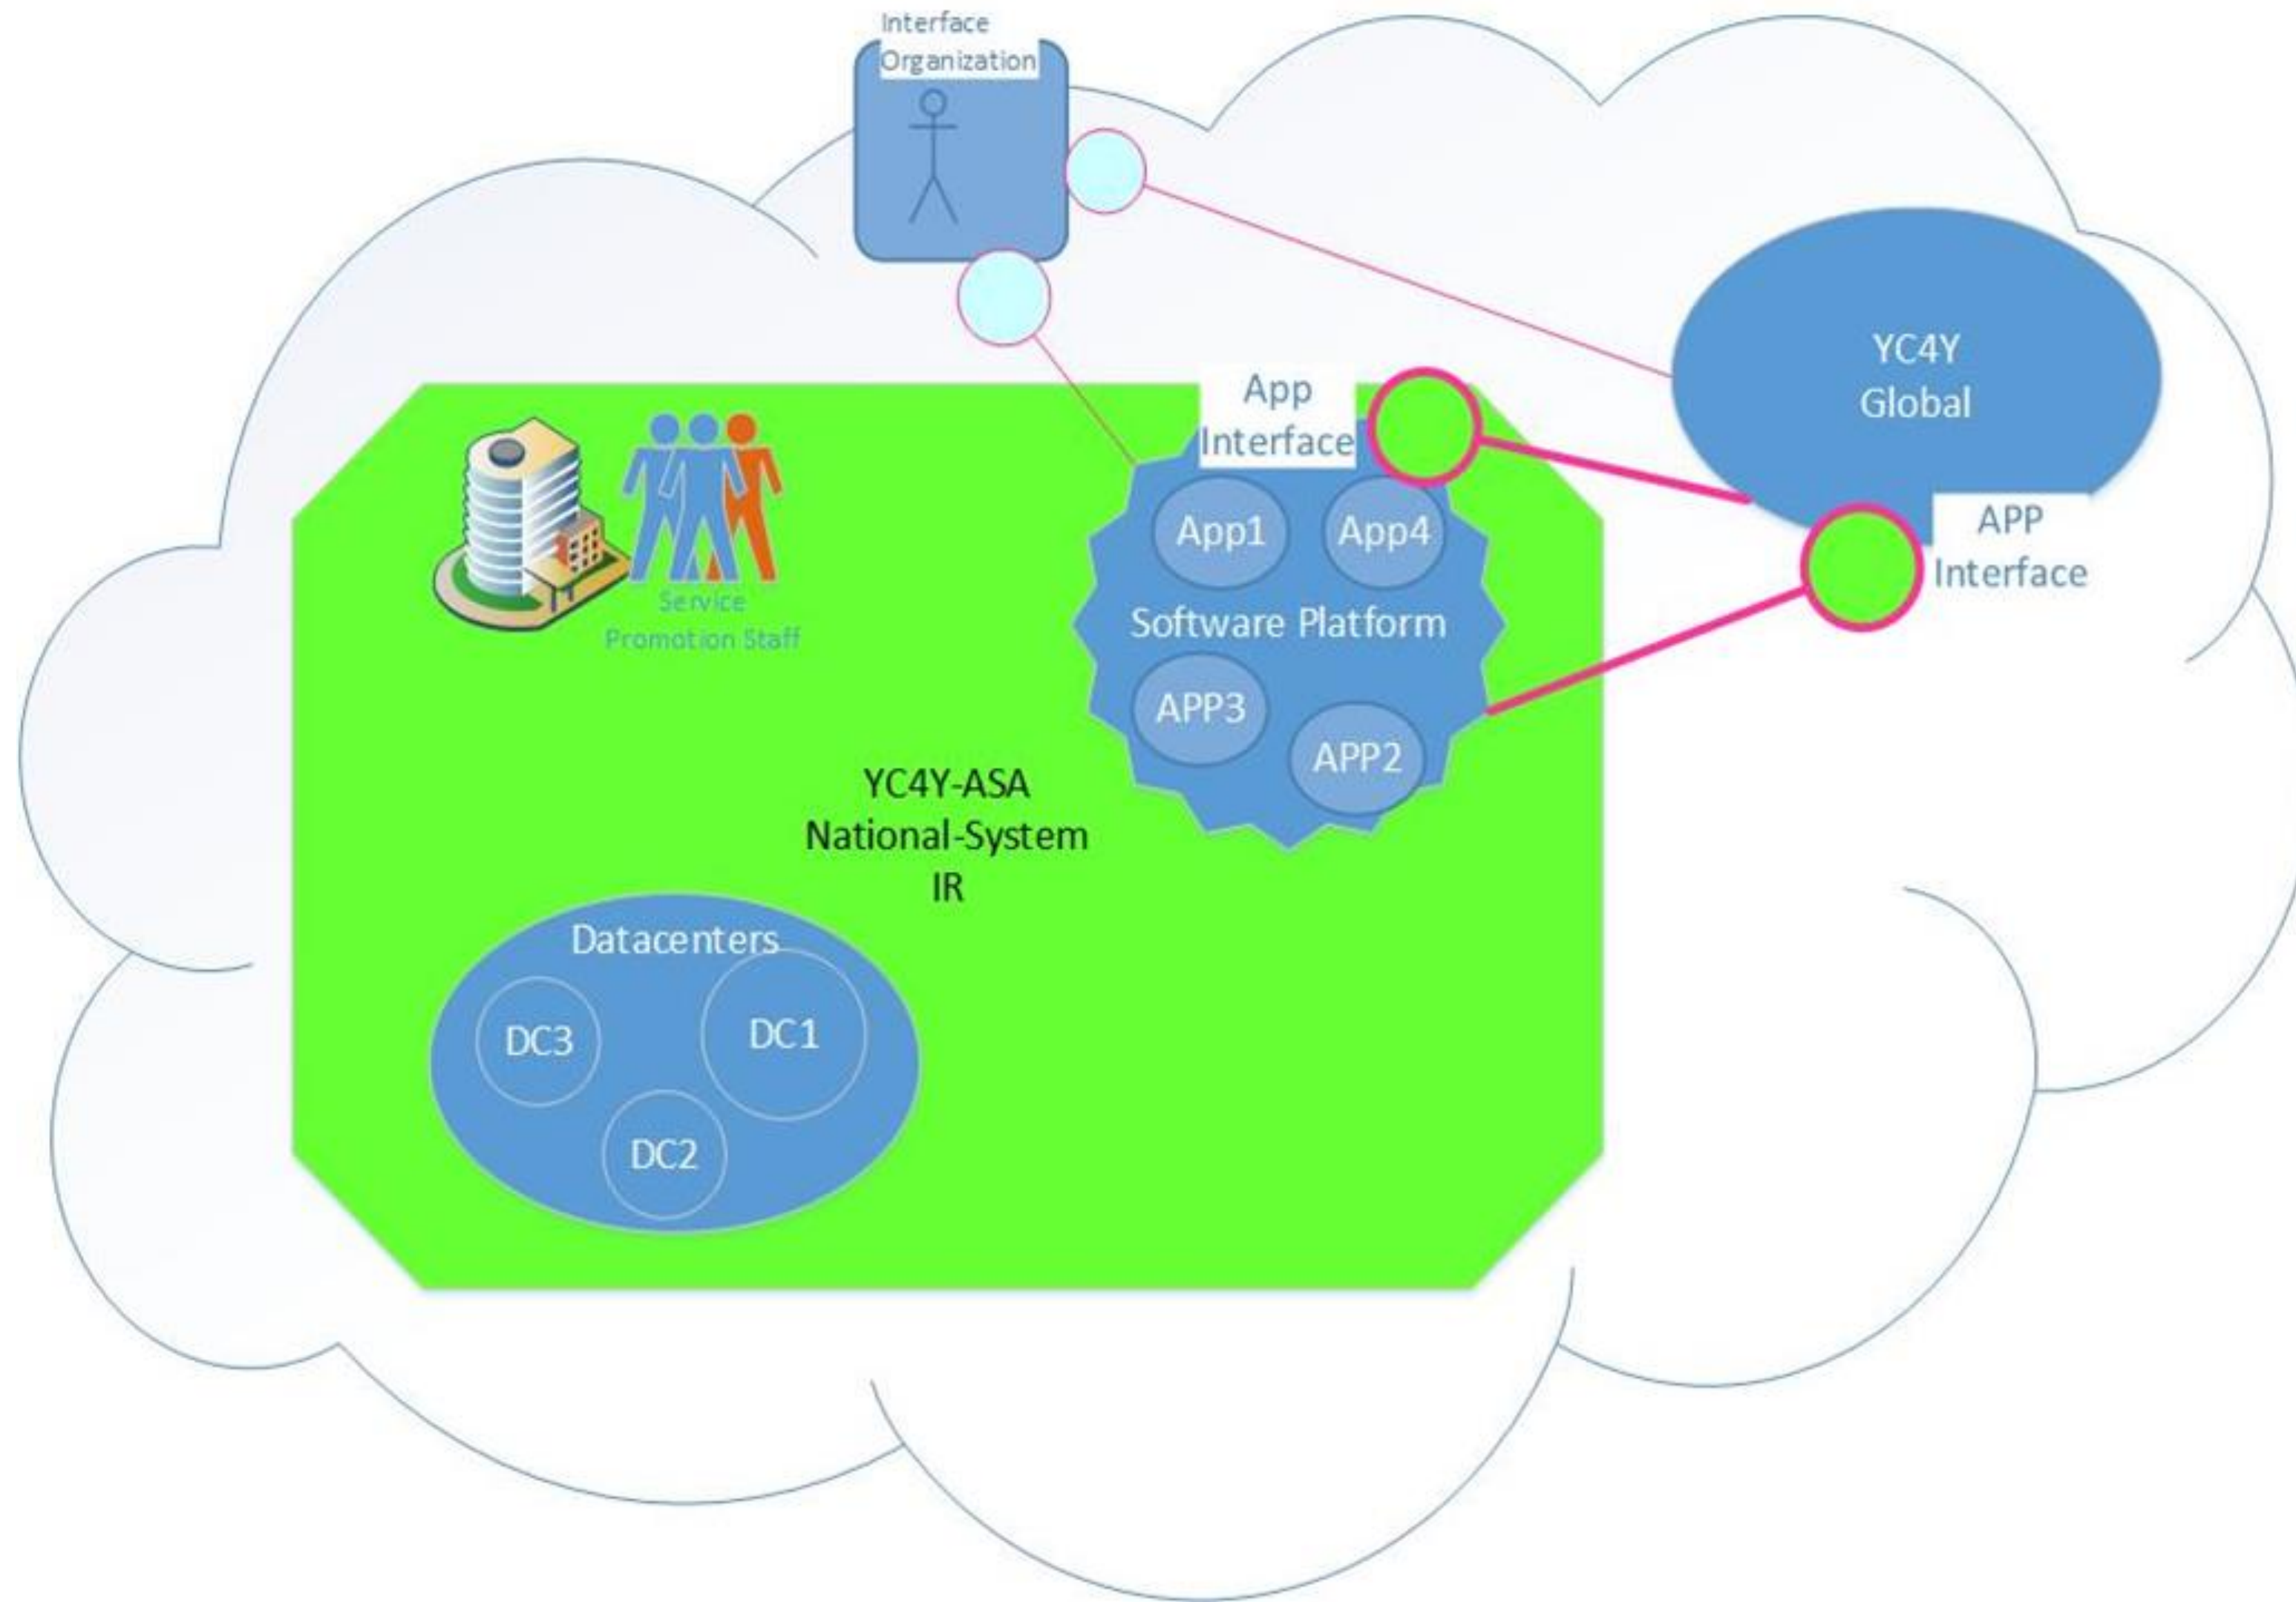 Interface
Organization
YC4Y
Global
App
Interface
APP
Interface
App1
App4
Software Platform
APP3
APP2
Service
Promotion Staff
YC4Y-ASA
National-System
IR
Datacenters
DC3
DC1
DC2